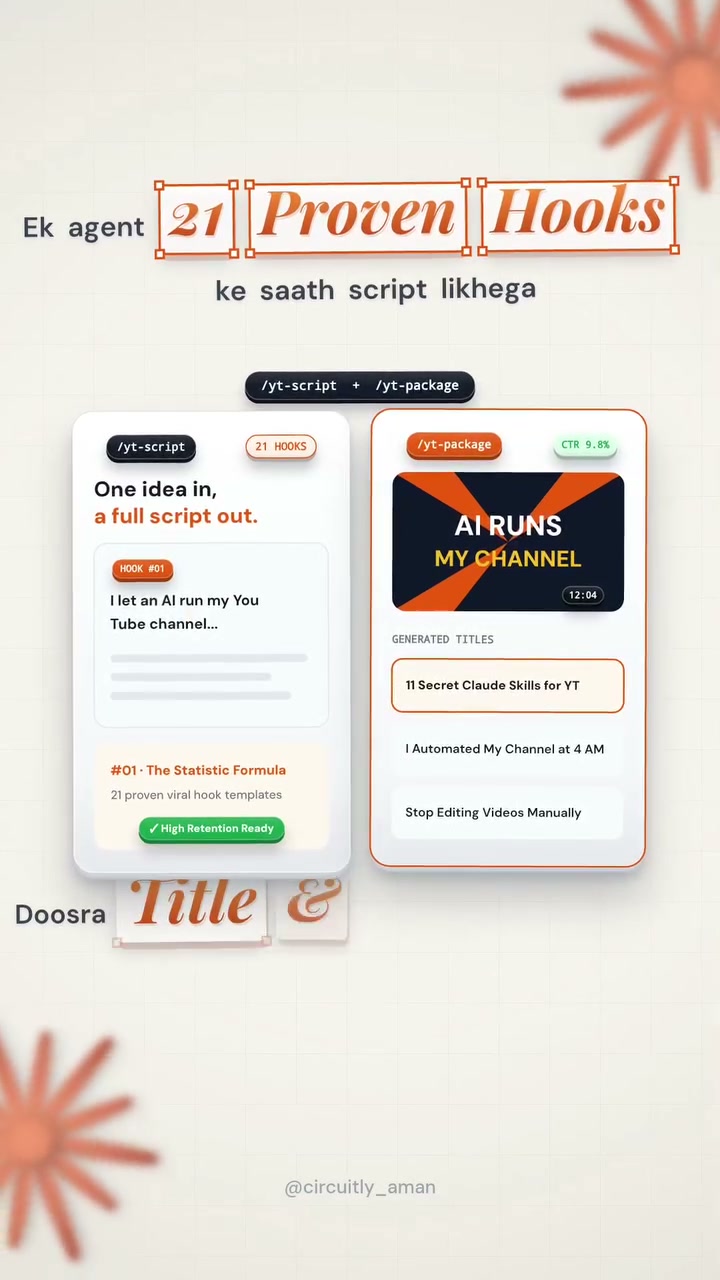 Ek agent 21 Proven Hooks
ke saath script likhega
/yt-script + /yt-package
/yt-script
21 HOOKS
One idea in,
a full script out.
HOOK #01
I let an AI run my You
Tube channel...
#01 · The Statistic Formula
21 proven viral hook templates
✓ High Retention Ready
/yt-package
CTR 9.8%
AI RUNS
MY CHANNEL
12:04
GENERATED TITLES
11 Secret Claude Skills for YT
I Automated My Channel at 4 AM
Stop Editing Videos Manually
Doosra Title &
@circuitly_aman